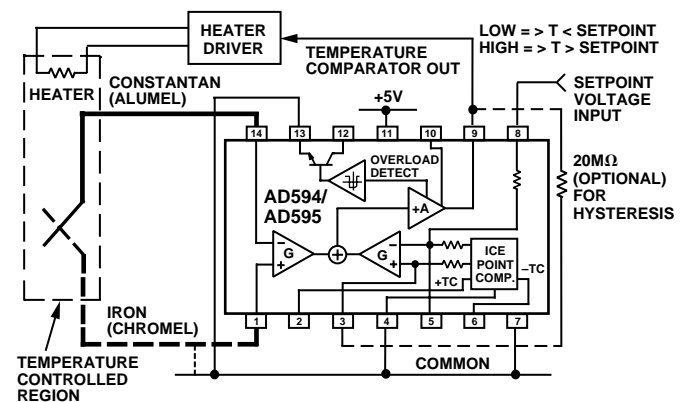 HEATER
DRIVER
LOW = > T < SETPOINT
HIGH = > T > SETPOINT
TEMPERATURE
COMPARATOR OUT
HEATER
CONSTANTAN
(ALUMEL)
+5V
SETPOINT
VOLTAGE
INPUT
14
13
12
11
10
9
8
OVERLOAD
DETECT
20MΩ
(OPTIONAL)
FOR
HYSTERESIS
AD594/
AD595
+A
–
G
+
–
G
+
ICE
POINT
COMP.
–TC
+TC
IRON
(CHROMEL)
1
2
3
4
5
6
7
TEMPERATURE
CONTROLLED
REGION
COMMON